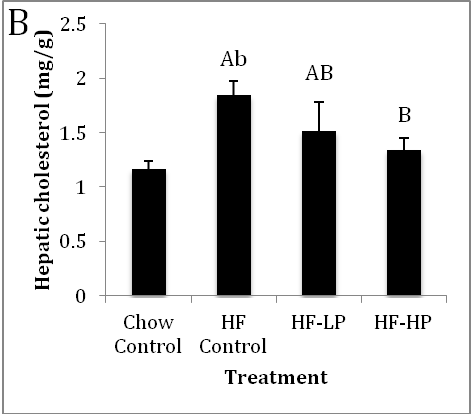 B
Hepatic cholesterol (mg/g)
2.5
2
1.5
1
0.5
0
Ab
AB
B
Chow
Control
HF
Control
HF-LP
HF-HP
Treatment